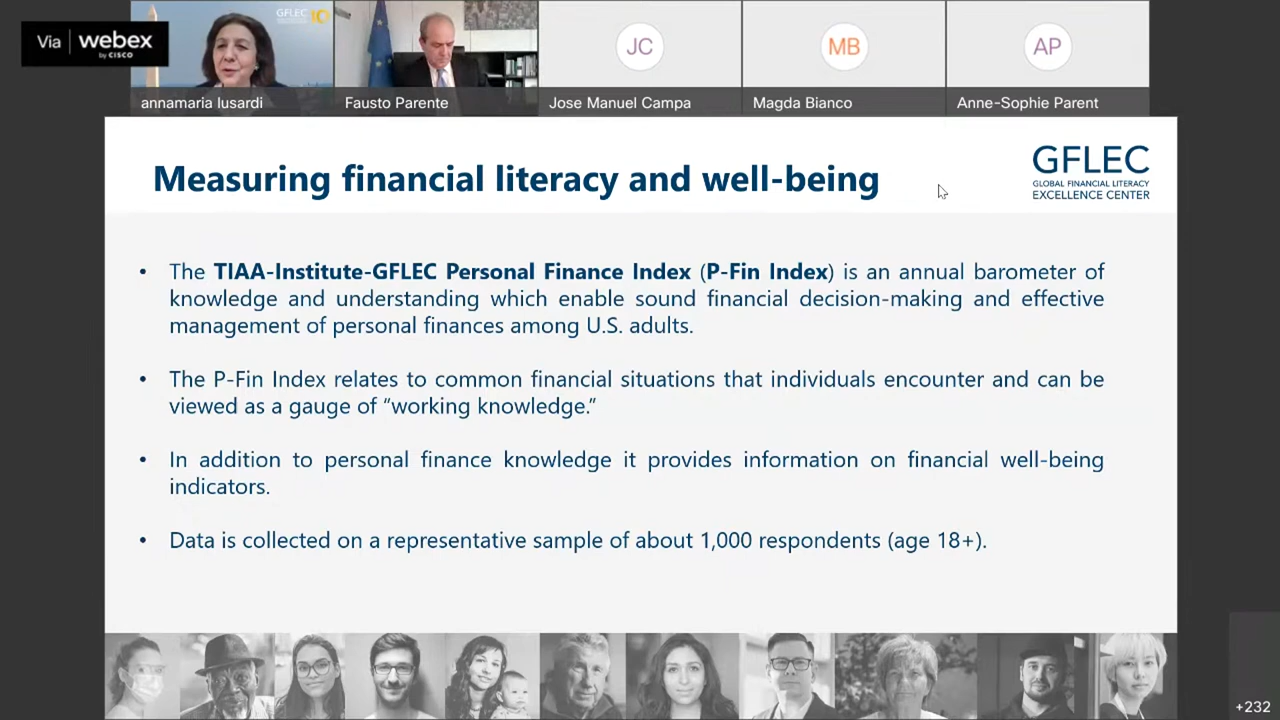 Via webex
by CISCO
GFLEC 10
annamaria lusardi
Fausto Parente
JC
Jose Manuel Campa
MB
Magda Bianco
AP
Anne-Sophie Parent
Measuring financial literacy and well-being
GFLEC
GLOBAL FINANCIAL LITERACY
EXCELLENCE CENTER
• The TIAA-Institute-GFLEC Personal Finance Index (P-Fin Index) is an annual barometer of
knowledge and understanding which enable sound financial decision-making and effective
management of personal finances among U.S. adults.
• The P-Fin Index relates to common financial situations that individuals encounter and can be
viewed as a gauge of “working knowledge.”
• In addition to personal finance knowledge it provides information on financial well-being
indicators.
• Data is collected on a representative sample of about 1,000 respondents (age 18+).
+232